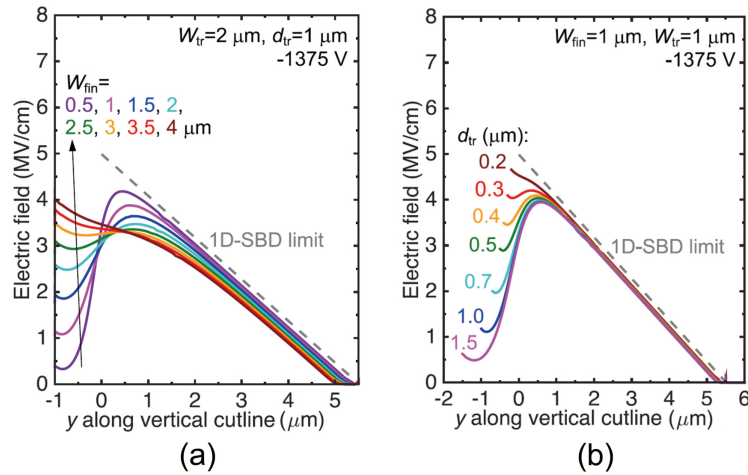 W_tr=2 μm, d_tr=1 μm
-1375 V
W_fin=
0.5, 1, 1.5, 2,
2.5, 3, 3.5, 4 μm
1D-SBD limit
Electric field (MV/cm)
8
7
6
5
4
3
2
1
0
-1 0 1 2 3 4 5 6
y along vertical cutline (μm)
(a)
W_fin=1 μm, W_tr=1 μm
-1375 V
d_tr (μm):
0.2
0.3
0.4
0.5
0.7
1.0
1.5
1D-SBD limit
Electric field (MV/cm)
8
7
6
5
4
3
2
1
0
-2 -1 0 1 2 3 4 5 6
y along vertical cutline (μm)
(b)